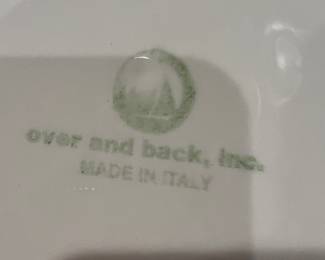 over and back, inc.
MADE IN ITALY